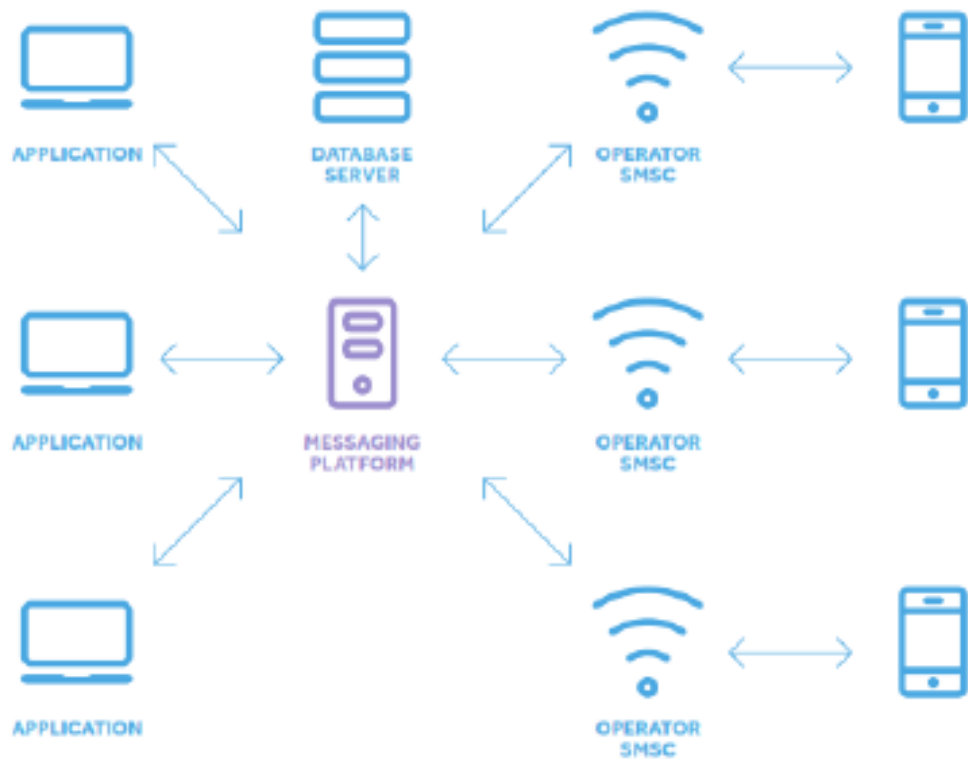 APPLICATION
DATABASE
SERVER
OPERATOR
SMSC
APPLICATION
MESSAGING
PLATFORM
OPERATOR
SMSC
APPLICATION
OPERATOR
SMSC